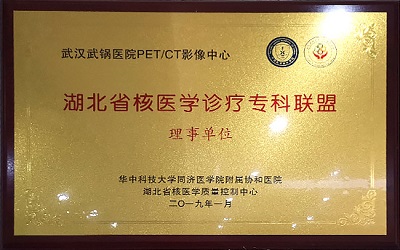 武汉武锅医院PET/CT影像中心
湖北省核医学诊疗专科联盟
理事单位
华中科技大学同济医学院附属协和医院
湖北省核医学质量控制中心
二〇一九年一月